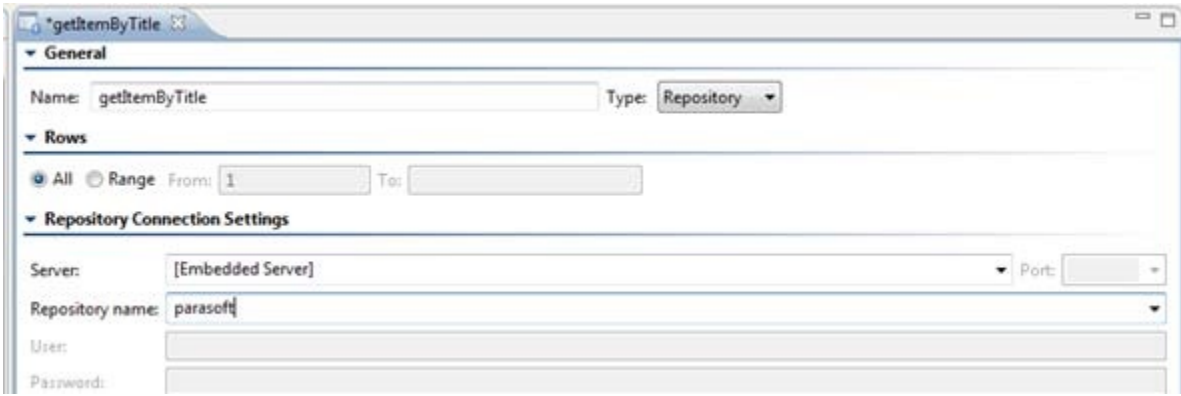 *getItemByTitle
General
Name: getItemByTitle Type: Repository
Rows
All Range From: 1 To:
Repository Connection Settings
Server: [Embedded Server] Port:
Repository name: parasoft
User:
Password: